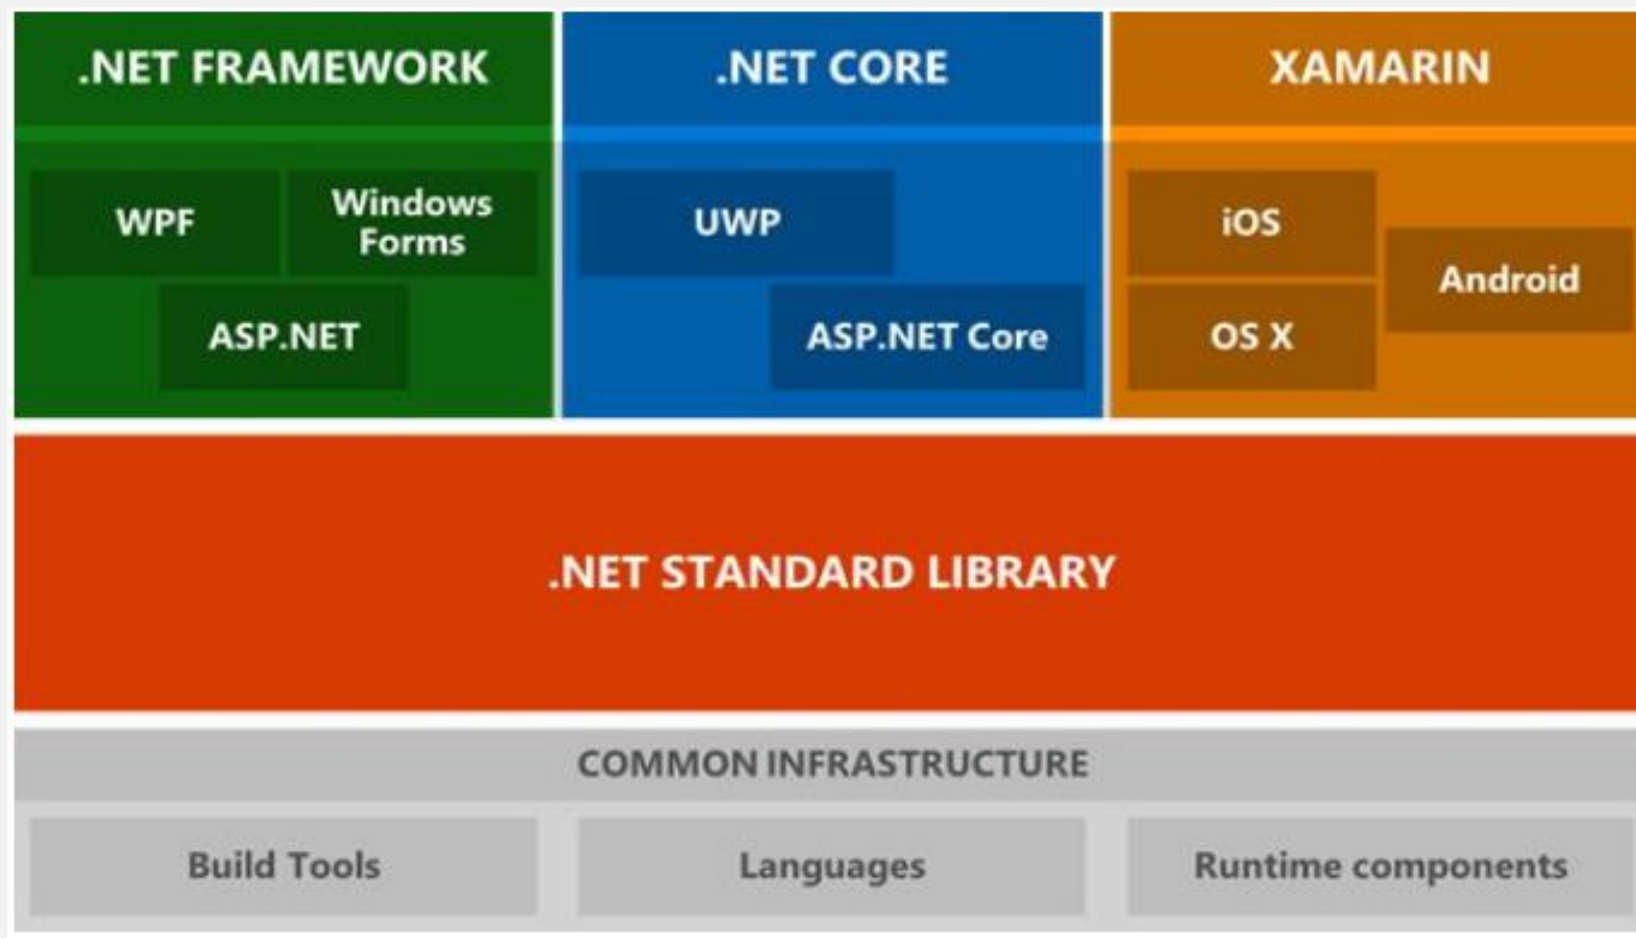 .NET FRAMEWORK
WPF
Windows
Forms
ASP.NET
.NET CORE
UWP
ASP.NET Core
XAMARIN
iOS
Android
OS X
.NET STANDARD LIBRARY
COMMON INFRASTRUCTURE
Build Tools
Languages
Runtime components